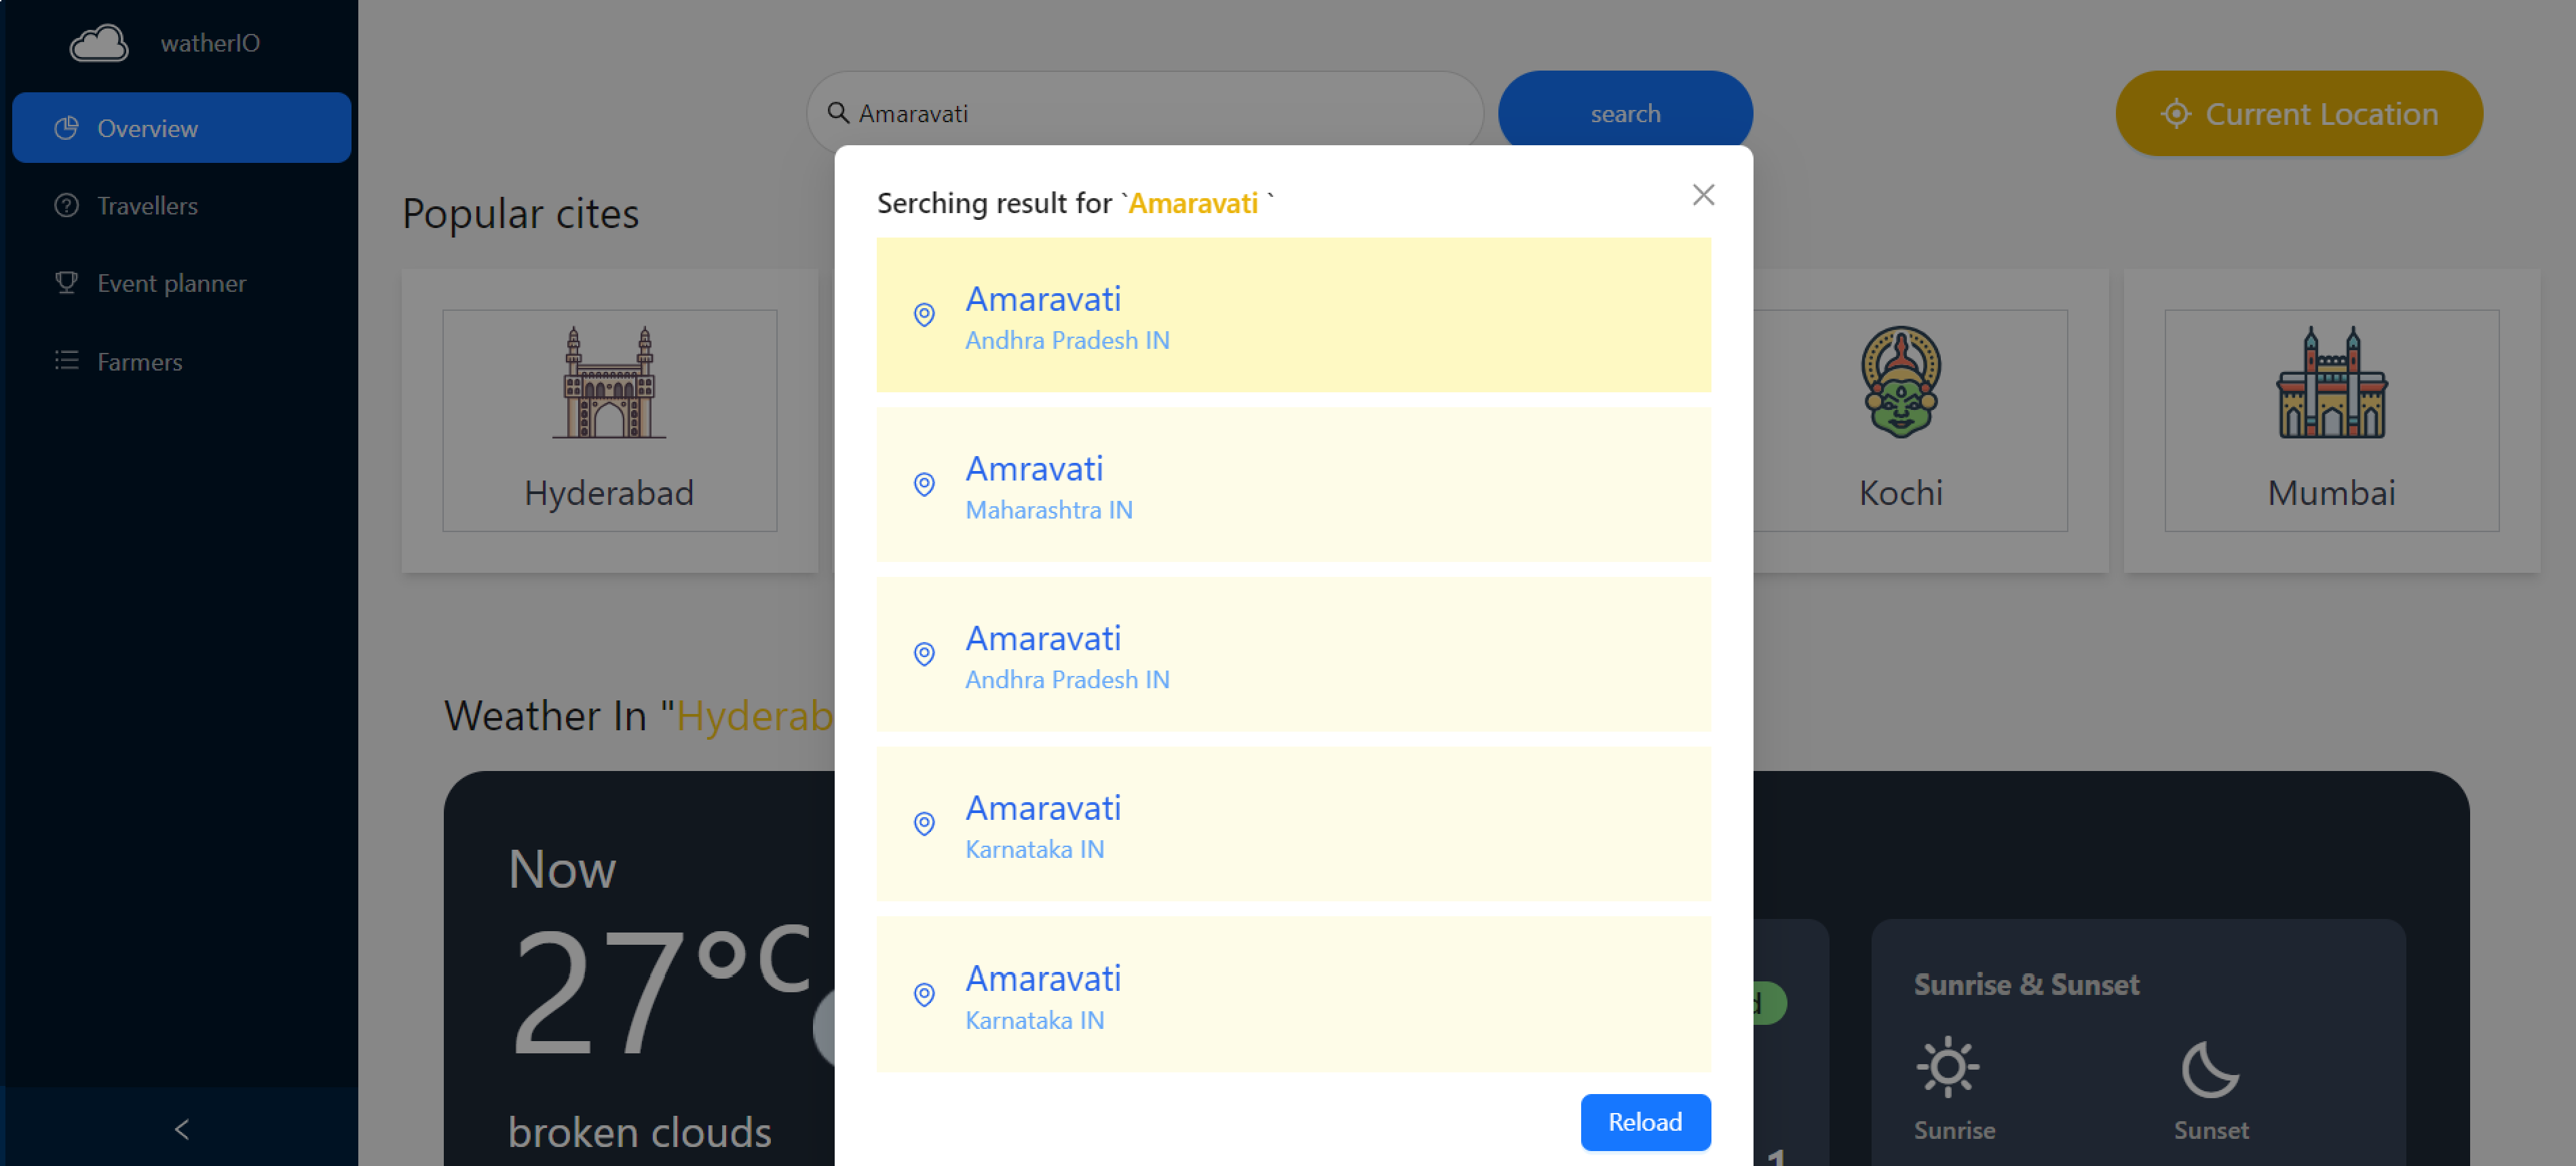 watherIO
Overview
Travellers
Event planner
Farmers
Amaravati
search
Current Location
Popular cites
Hyderabad
Kochi
Mumbai
Serching result for `Amaravati `
Amaravati
Andhra Pradesh IN
Amravati
Maharashtra IN
Amaravati
Andhra Pradesh IN
Amaravati
Karnataka IN
Amaravati
Karnataka IN
Reload
Weather In "Hyderab
Now
27°C
broken clouds
d
Sunrise & Sunset
Sunrise
Sunset
1